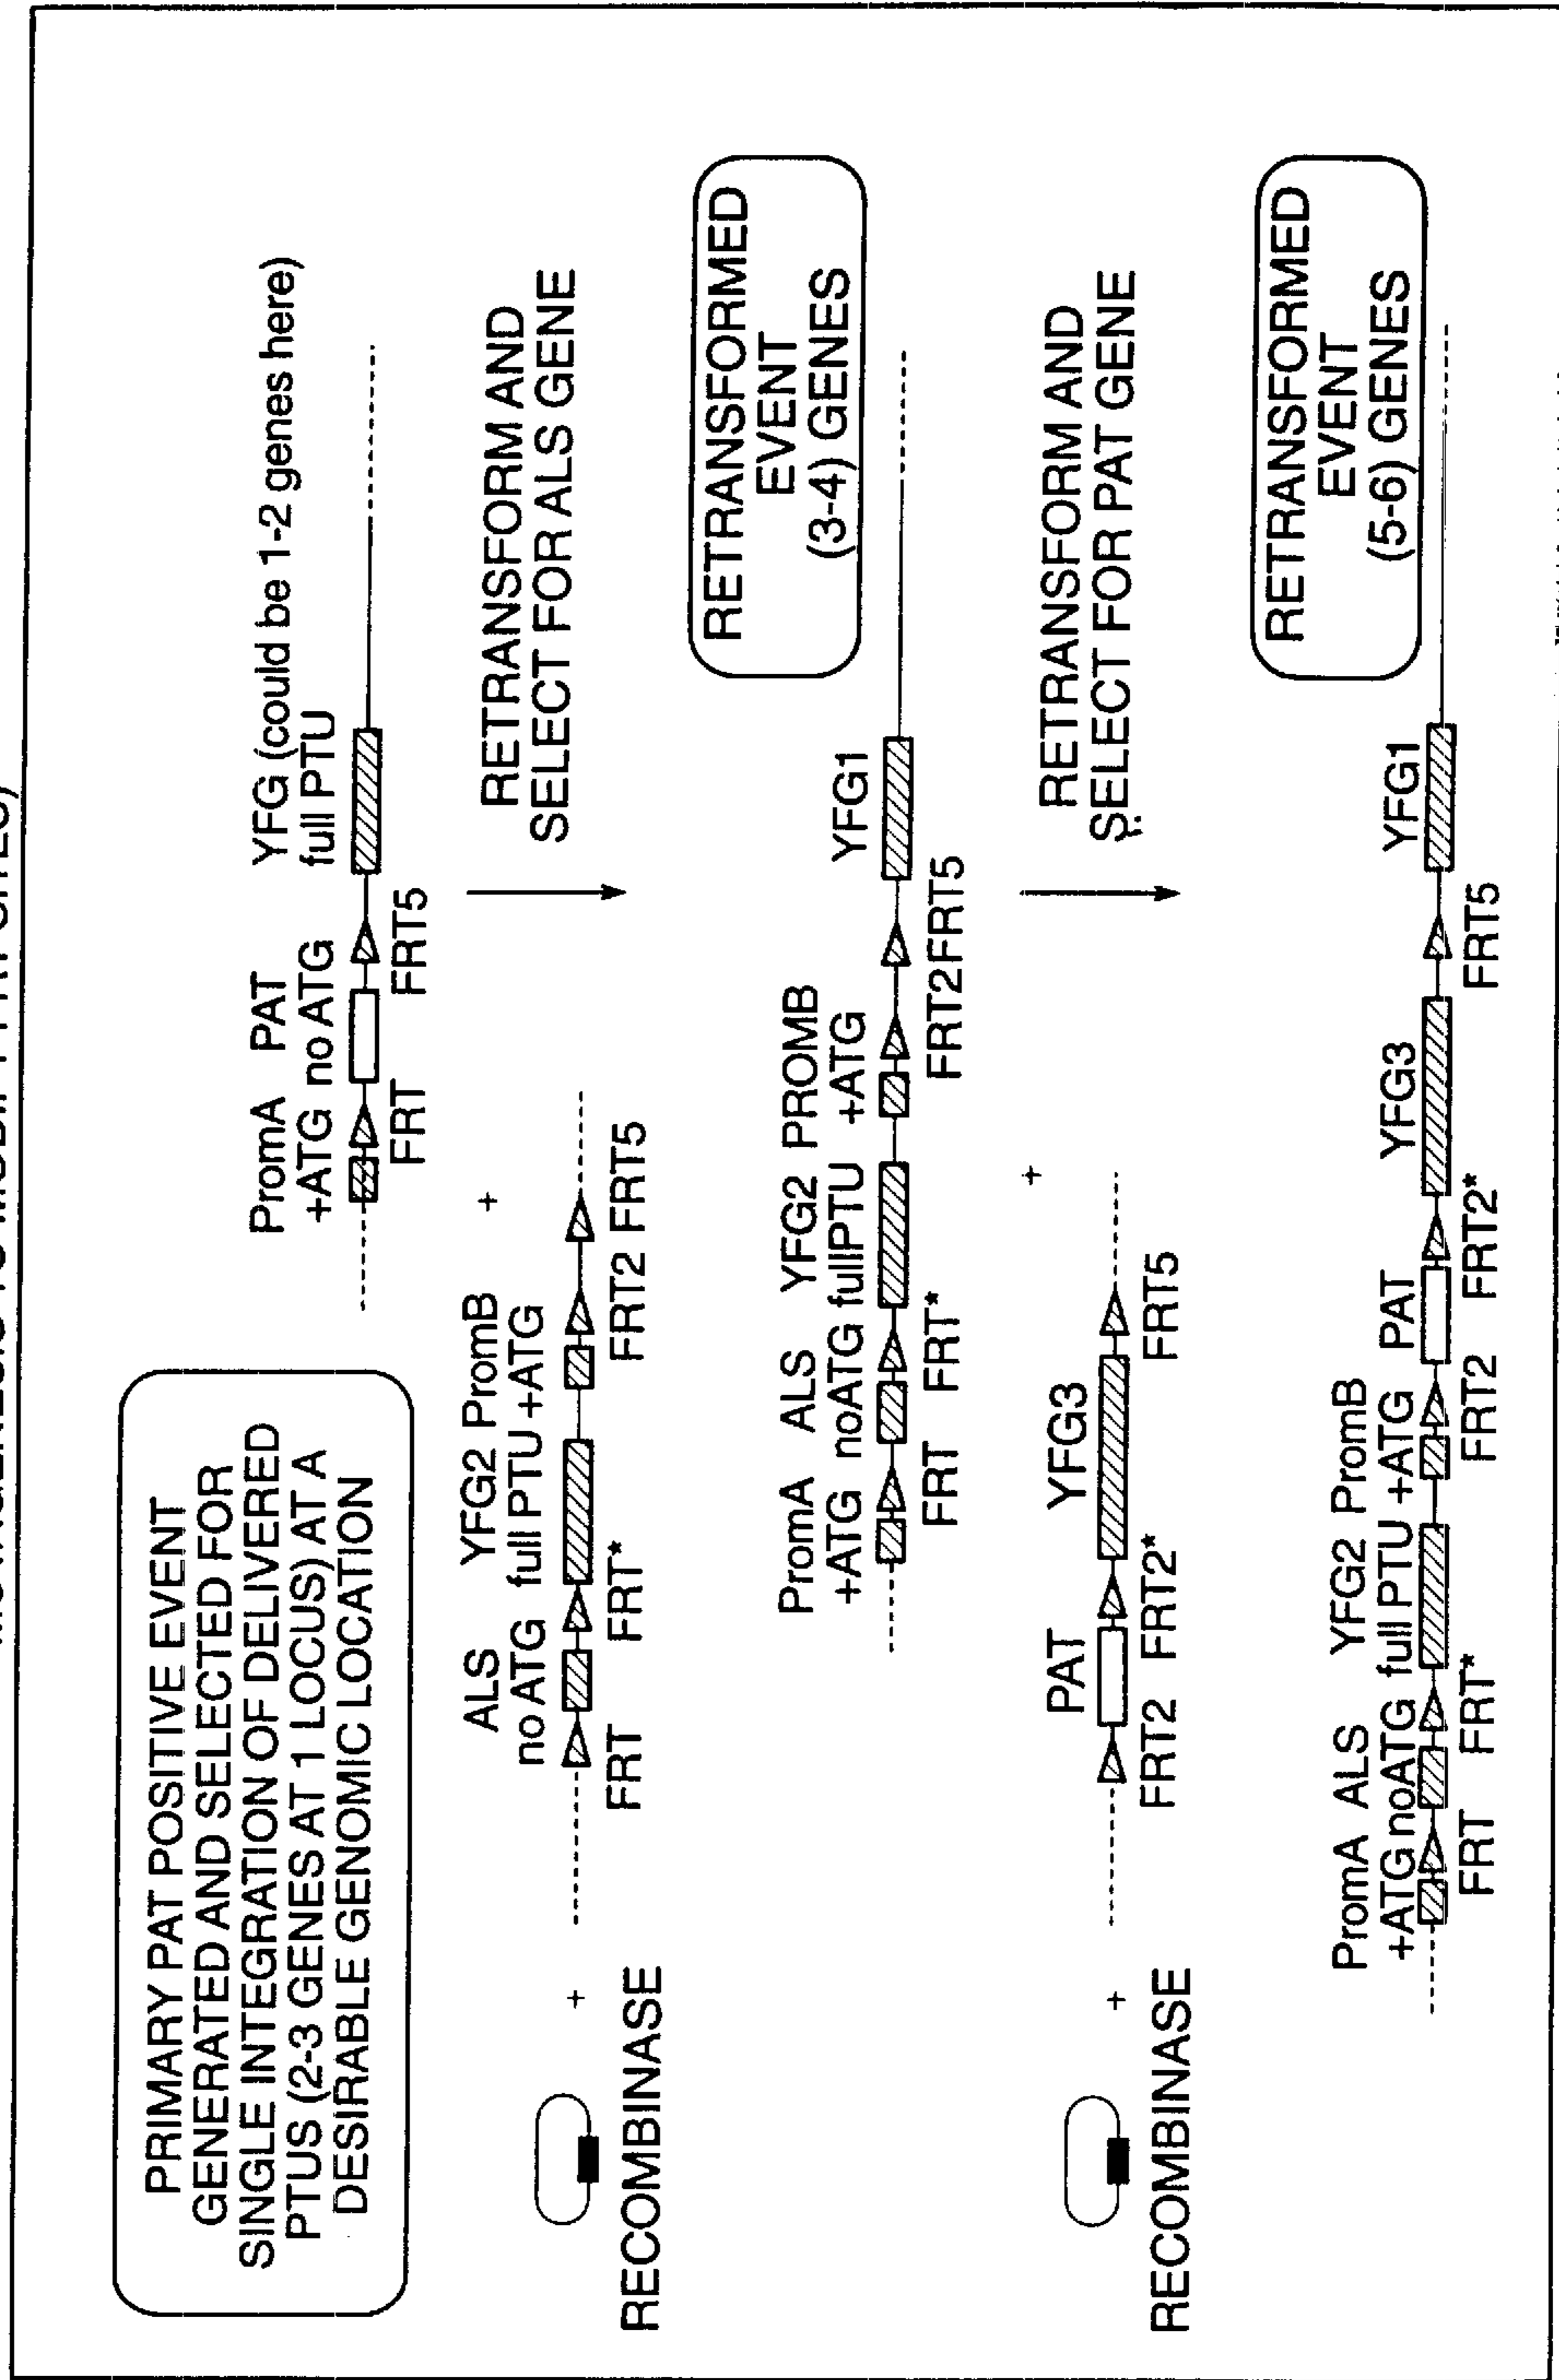 PRIMARY PAT POSITIVE EVENT
GENERATED AND SELECTED FOR
SINGLE INTEGRATION OF DELIVERED
PTUS (2-3 GENES AT 1 LOCUS) AT A
DESIRABLE GENOMIC LOCATION
PromA PAT YFG (could be 1-2 genes here)
+ATG no ATG full PTU
FRT FRT5
RECOMBINASE
+
ALS YFG2 PromB
no ATG full PTU +ATG
FRT FRT* FRT2 FRT5
+
RETRANSFORM AND
SELECT FOR ALS GENE
PromA ALS YFG2 PROMB YFG1
+ATG noATG fullPTU +ATG
FRT FRT* FRT2FRT5
RETRANSFORMED
EVENT
(3-4) GENES
RECOMBINASE
+
PAT YFG3
FRT2 FRT2* FRT5
+
RETRANSFORM AND
SELECT FOR PAT GENE
PromA ALS YFG2 PromB PAT YFG3 YFG1
+ATG noATG full PTU +ATG
FRT FRT* FRT2 FRT2* FRT5
RETRANSFORMED
EVENT
(5-6) GENES